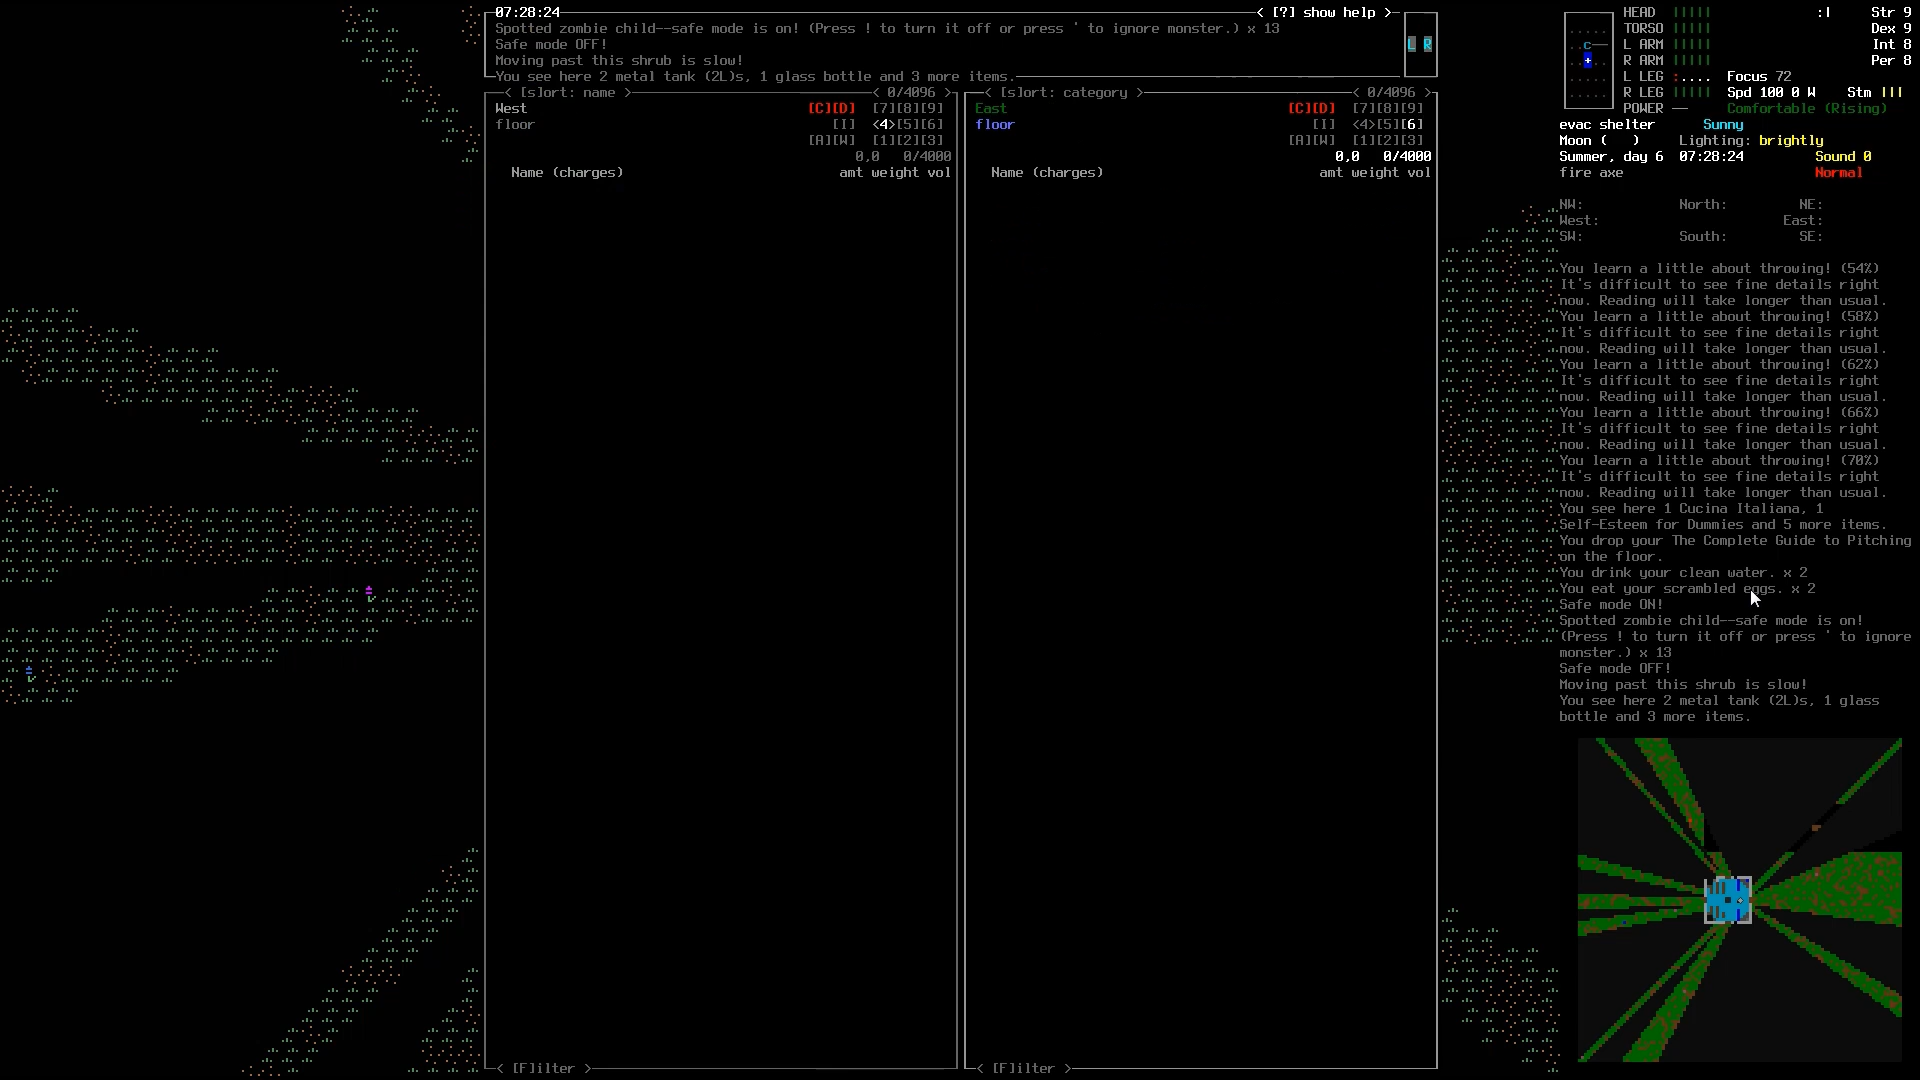 07:28:24 < [?] show help >
Spotted zombie child--safe mode is on! (Press ! to turn it off or press ' to ignore monster.) x 13
Safe mode OFF!
Moving past this shrub is slow!
You see here 2 metal tank (2L)s, 1 glass bottle and 3 more items.
L R
< [s]ort: name > < 0/4096 >
West [C][D] [7][8][9]
floor [I] <4>[5][6]
[A][W] [1][2][3]
0,0 0/4000
Name (charges) amt weight vol
< [F]ilter >
< [s]ort: category > < 0/4096 >
East [C][D] [7][8][9]
floor [I] <4>[5][6]
[A][W] [1][2][3]
0,0 0/4000
Name (charges) amt weight vol
< [F]ilter >
HEAD ||||| :| Str 9
TORSO ||||| Dex 9
L ARM ||||| Int 8
R ARM ||||| Per 8
L LEG :.... Focus 72
R LEG ||||| Spd 100 0 W Stm |||
POWER -- Comfortable (Rising)
evac shelter Sunny
Moon ( ) Lighting: brightly
Summer, day 6 07:28:24 Sound 0
fire axe Normal
NW: North: NE:
West: East:
SW: South: SE:
You learn a little about throwing! (54%)
It's difficult to see fine details right
now. Reading will take longer than usual.
You learn a little about throwing! (58%)
It's difficult to see fine details right
now. Reading will take longer than usual.
You learn a little about throwing! (62%)
It's difficult to see fine details right
now. Reading will take longer than usual.
You learn a little about throwing! (66%)
It's difficult to see fine details right
now. Reading will take longer than usual.
You learn a little about throwing! (70%)
It's difficult to see fine details right
now. Reading will take longer than usual.
You see here 1 Cucina Italiana, 1
Self-Esteem for Dummies and 5 more items.
You drop your The Complete Guide to Pitching
on the floor.
You drink your clean water. x 2
You eat your scrambled eggs. x 2
Safe mode ON!
Spotted zombie child--safe mode is on!
(Press ! to turn it off or press ' to ignore
monster.) x 13
Safe mode OFF!
Moving past this shrub is slow!
You see here 2 metal tank (2L)s, 1 glass
bottle and 3 more items.